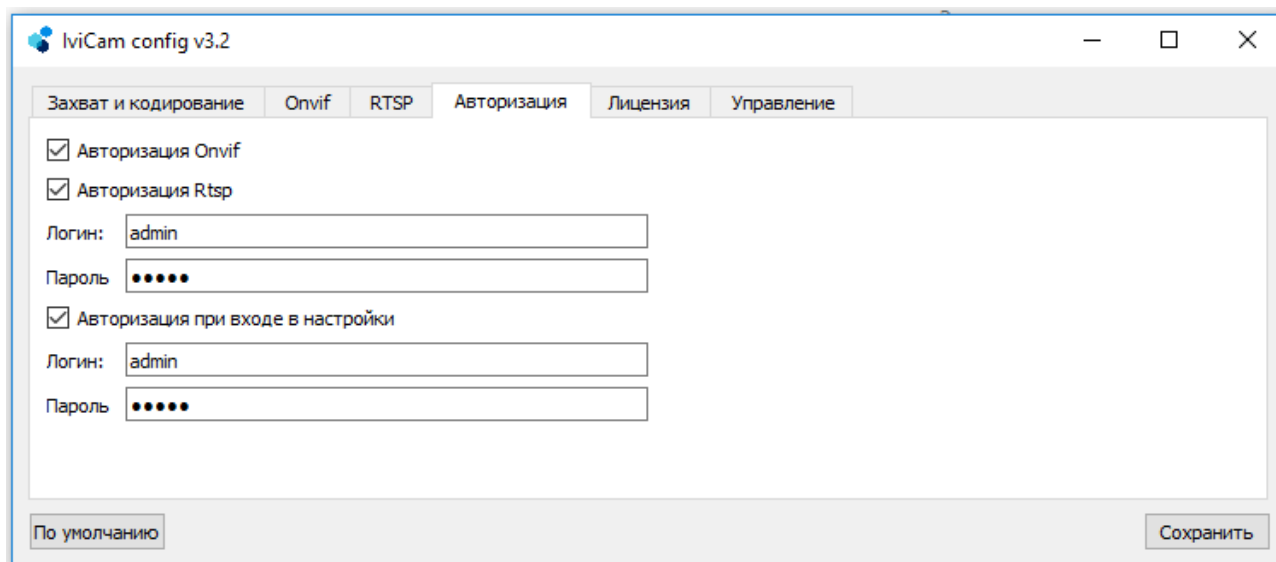 IviCam config v3.2
Захват и кодирование Onvif RTSP Авторизация Лицензия Управление
Авторизация Onvif
Авторизация Rtsp
Логин: admin
Пароль •••••
Авторизация при входе в настройки
Логин: admin
Пароль •••••
По умолчанию Сохранить